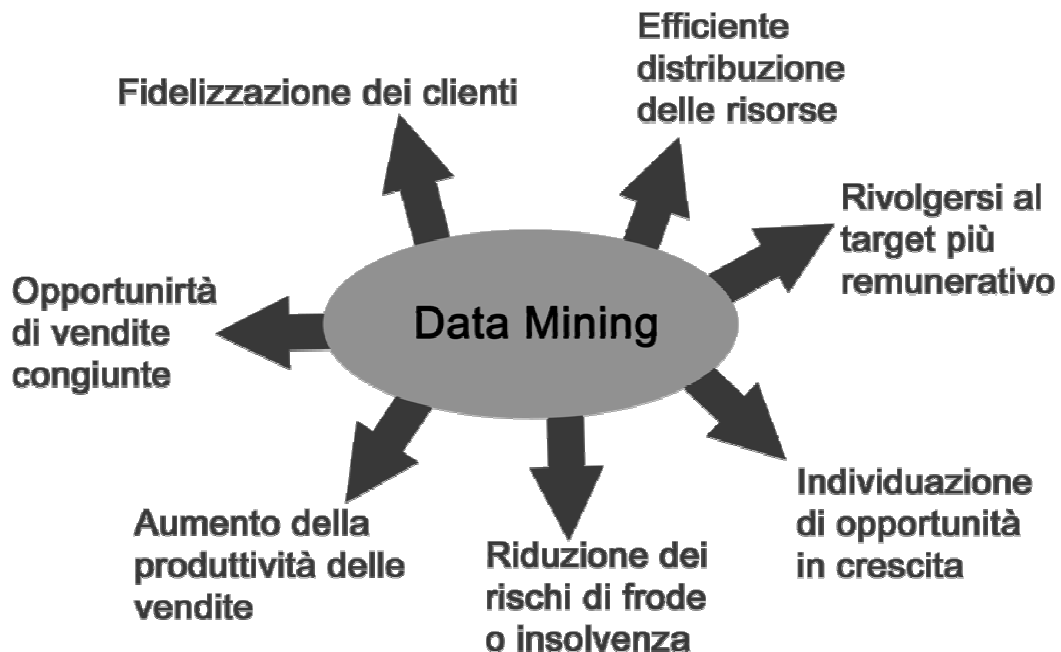 Efficiente
distribuzione
delle risorse
Fidelizzazione dei clienti
Rivolgersi al
target più
remunerativo
Opportunirtà
di vendite
congiunte
Data Mining
Individuazione
di opportunità
in crescita
Aumento della
produttività delle
vendite
Riduzione dei
rischi di frode
o insolvenza